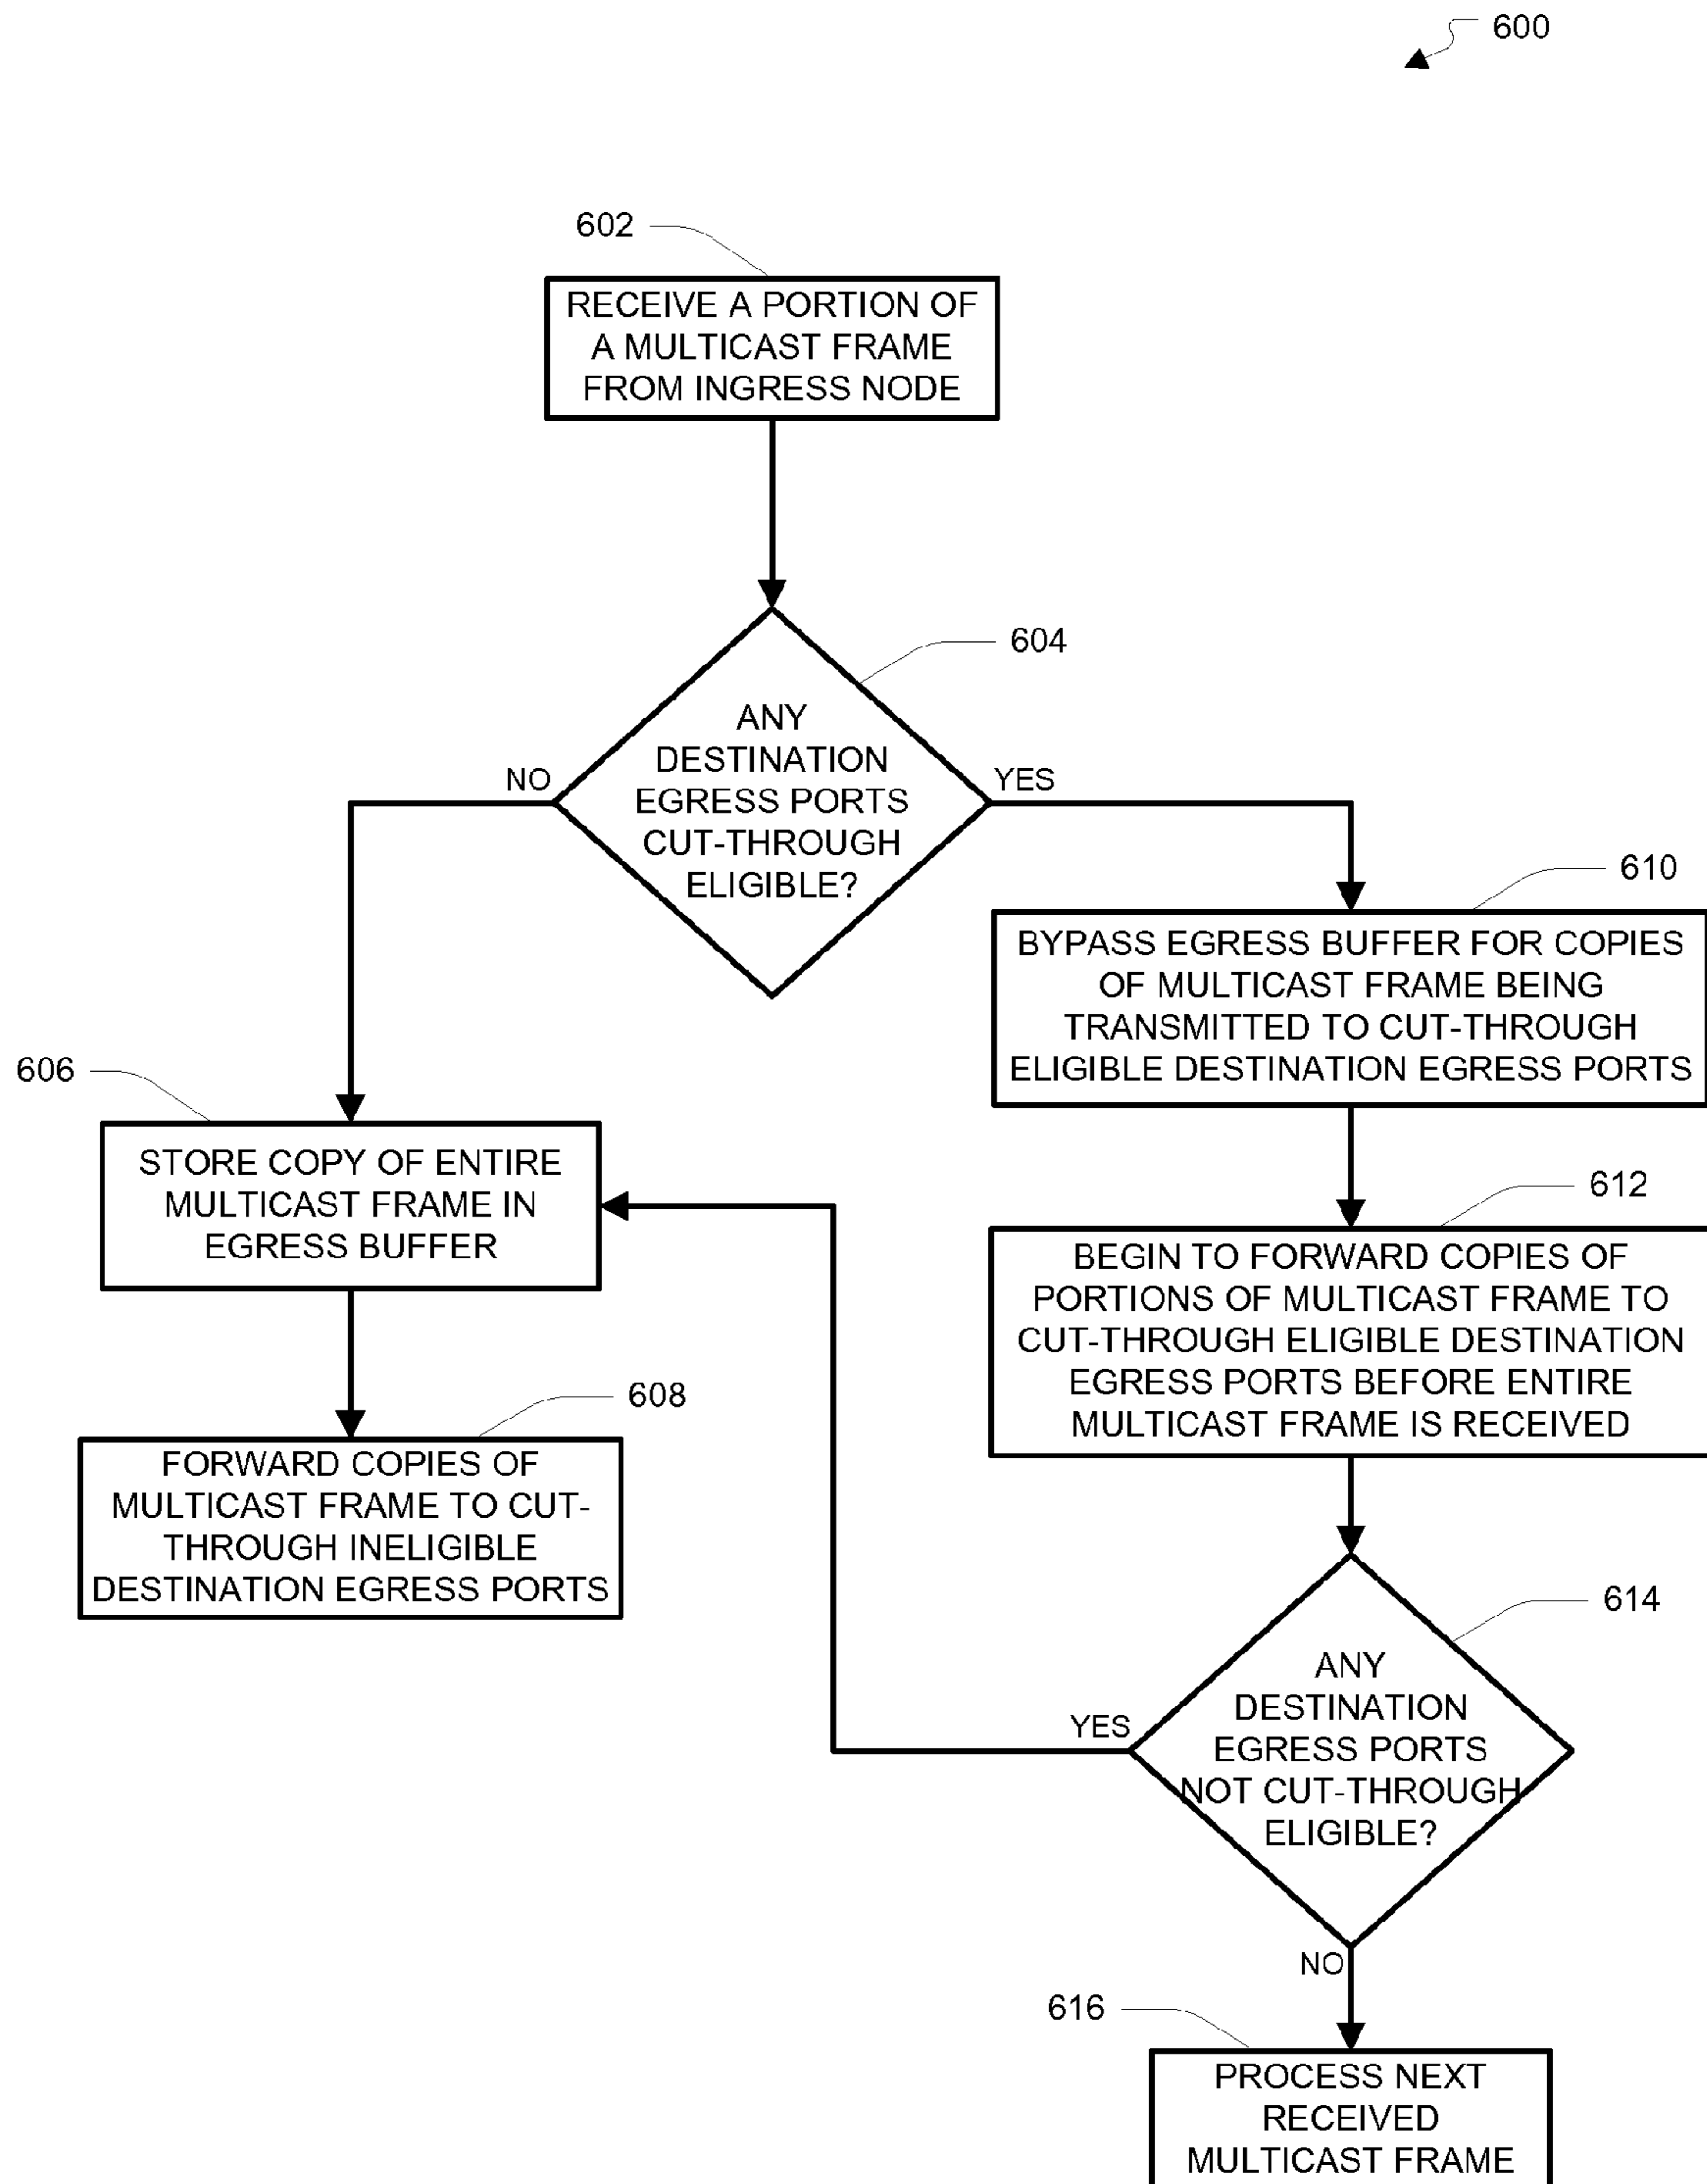 600
602
RECEIVE A PORTION OF
A MULTICAST FRAME
FROM INGRESS NODE
604
ANY
DESTINATION
EGRESS PORTS
CUT-THROUGH
ELIGIBLE?
NO
YES
610
BYPASS EGRESS BUFFER FOR COPIES
OF MULTICAST FRAME BEING
TRANSMITTED TO CUT-THROUGH
ELIGIBLE DESTINATION EGRESS PORTS
606
STORE COPY OF ENTIRE
MULTICAST FRAME IN
EGRESS BUFFER
612
BEGIN TO FORWARD COPIES OF
PORTIONS OF MULTICAST FRAME TO
CUT-THROUGH ELIGIBLE DESTINATION
EGRESS PORTS BEFORE ENTIRE
MULTICAST FRAME IS RECEIVED
608
FORWARD COPIES OF
MULTICAST FRAME TO CUT-
THROUGH INELIGIBLE
DESTINATION EGRESS PORTS
614
ANY
DESTINATION
EGRESS PORTS
NOT CUT-THROUGH
ELIGIBLE?
YES
NO
616
PROCESS NEXT
RECEIVED
MULTICAST FRAME